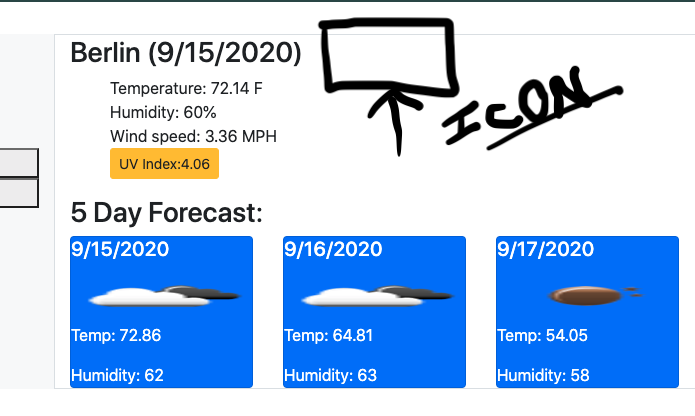 Berlin (9/15/2020)
Temperature: 72.14 F
Humidity: 60%
Wind speed: 3.36 MPH
UV Index:4.06
ICON
5 Day Forecast:
9/15/2020
Temp: 72.86
Humidity: 62
9/16/2020
Temp: 64.81
Humidity: 63
9/17/2020
Temp: 54.05
Humidity: 58